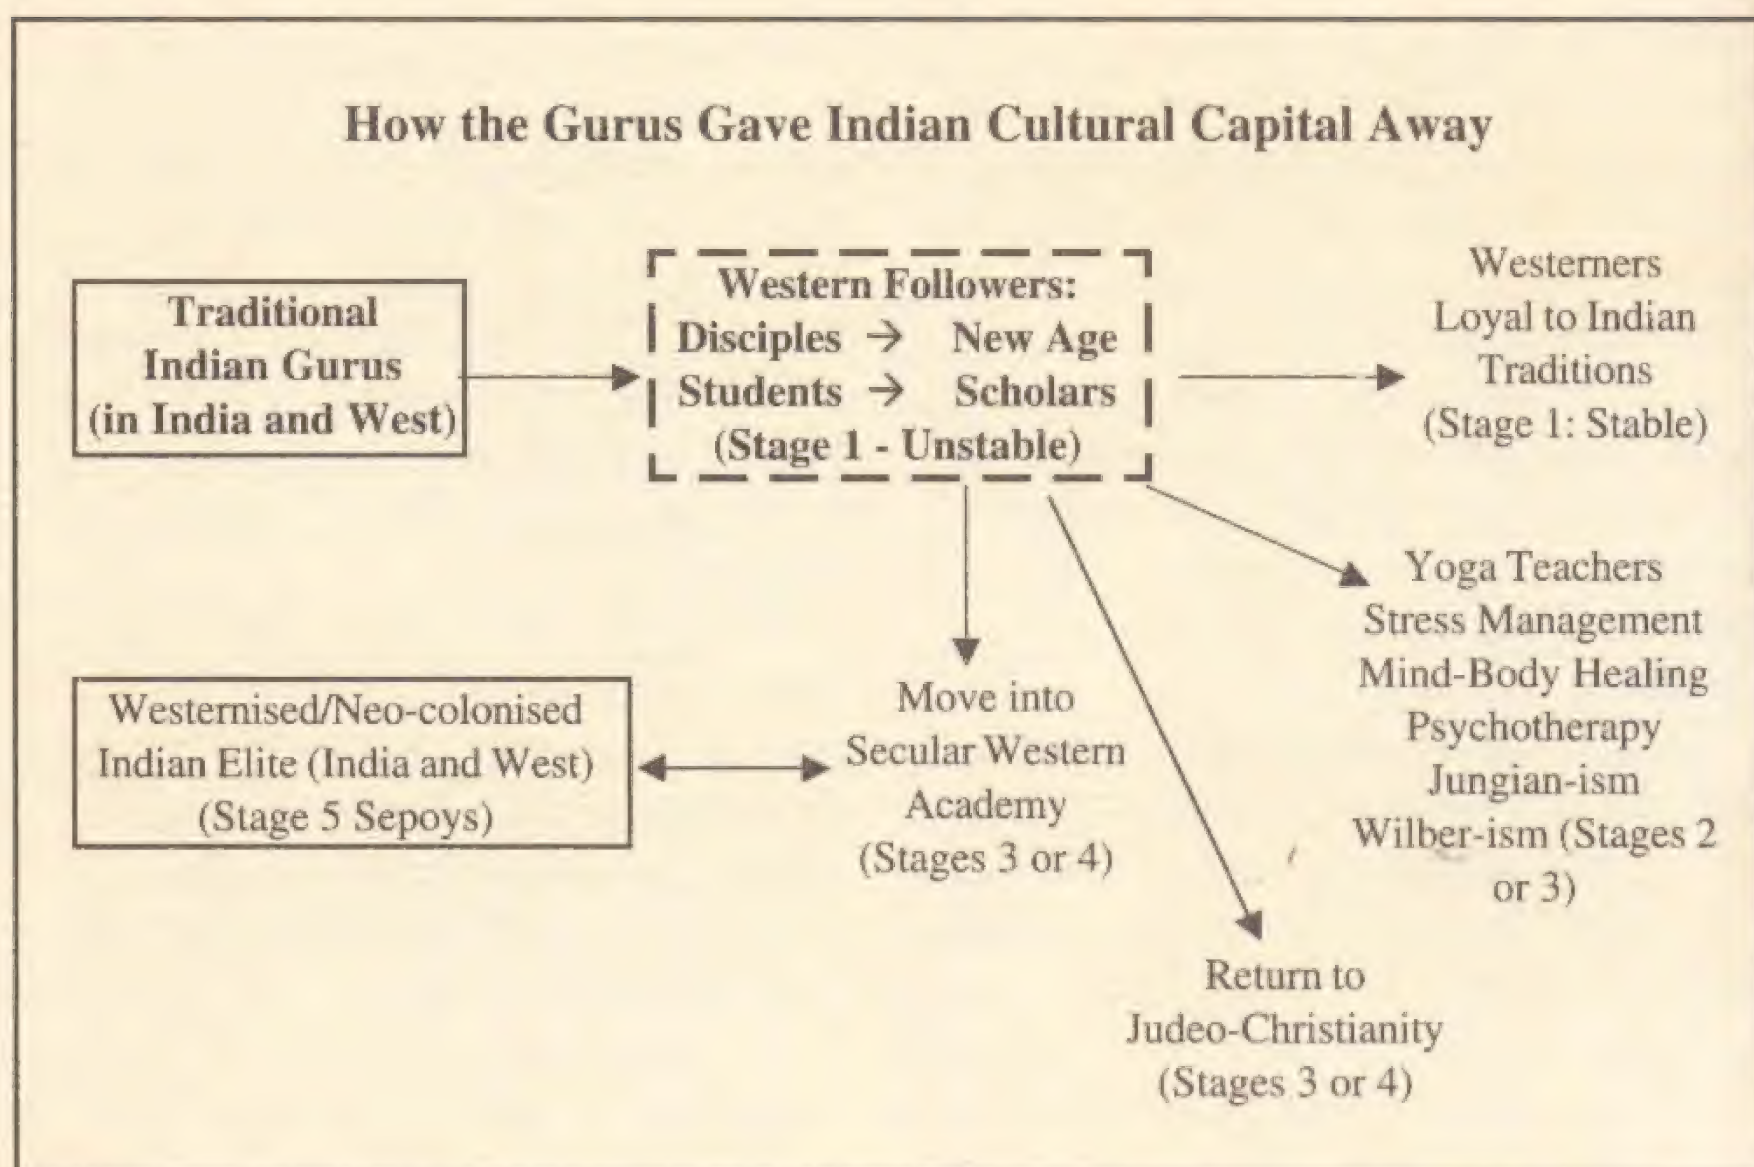 How the Gurus Gave Indian Cultural Capital Away
Traditional
Indian Gurus
(in India and West)
Western Followers:
Disciples → New Age
Students → Scholars
(Stage 1 - Unstable)
Westerners
Loyal to Indian
Traditions
(Stage 1: Stable)
Yoga Teachers
Stress Management
Mind-Body Healing
Psychotherapy
Jungian-ism
Wilber-ism (Stages 2
or 3)
Westernised/Neo-colonised
Indian Elite (India and West)
(Stage 5 Sepoys)
Move into
Secular Western
Academy
(Stages 3 or 4)
Return to
Judeo-Christianity
(Stages 3 or 4)